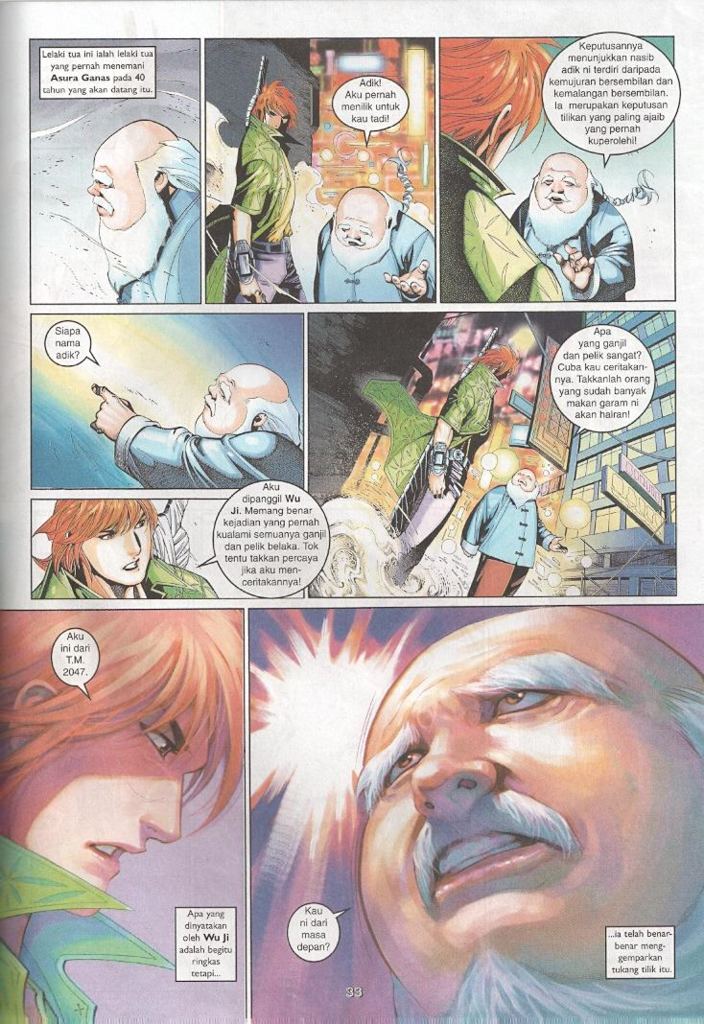 Lelaki tua ini ialah lelaki tua
yang pernah menemani
Asura Ganas pada 40
tahun yang akan datang itu.
Adik!
Aku pernah
menilik untuk
kau tadi!
Keputusannya
menunjukkan nasib
adik ni terdiri daripada
kemujuran bersembilan dan
kemalangan bersembilan.
Ia merupakan keputusan
tilikan yang paling ajaib
yang pernah
kuperolehi!
Siapa
nama
adik?
Apa
yang ganjil
dan pelik sangat?
Cuba kau ceritakan-
nya. Takkanlah orang
yang sudah banyak
makan garam ni
akan hairan!
Aku
dipanggil Wu
Ji. Memang benar
kejadian yang pernah
kualami semuanya ganjil
dan pelik belaka. Tok
tentu takkan percaya
jika aku men-
ceritakannya!
Aku
ini dari
T.M.
2047.
Apa yang
dinyatakan
oleh Wu Ji
adalah begitu
ringkas
tetapi...
Kau
ni dari
masa
depan?
...ia telah benar-
benar meng-
gemparkan
tukang tilik itu.
33